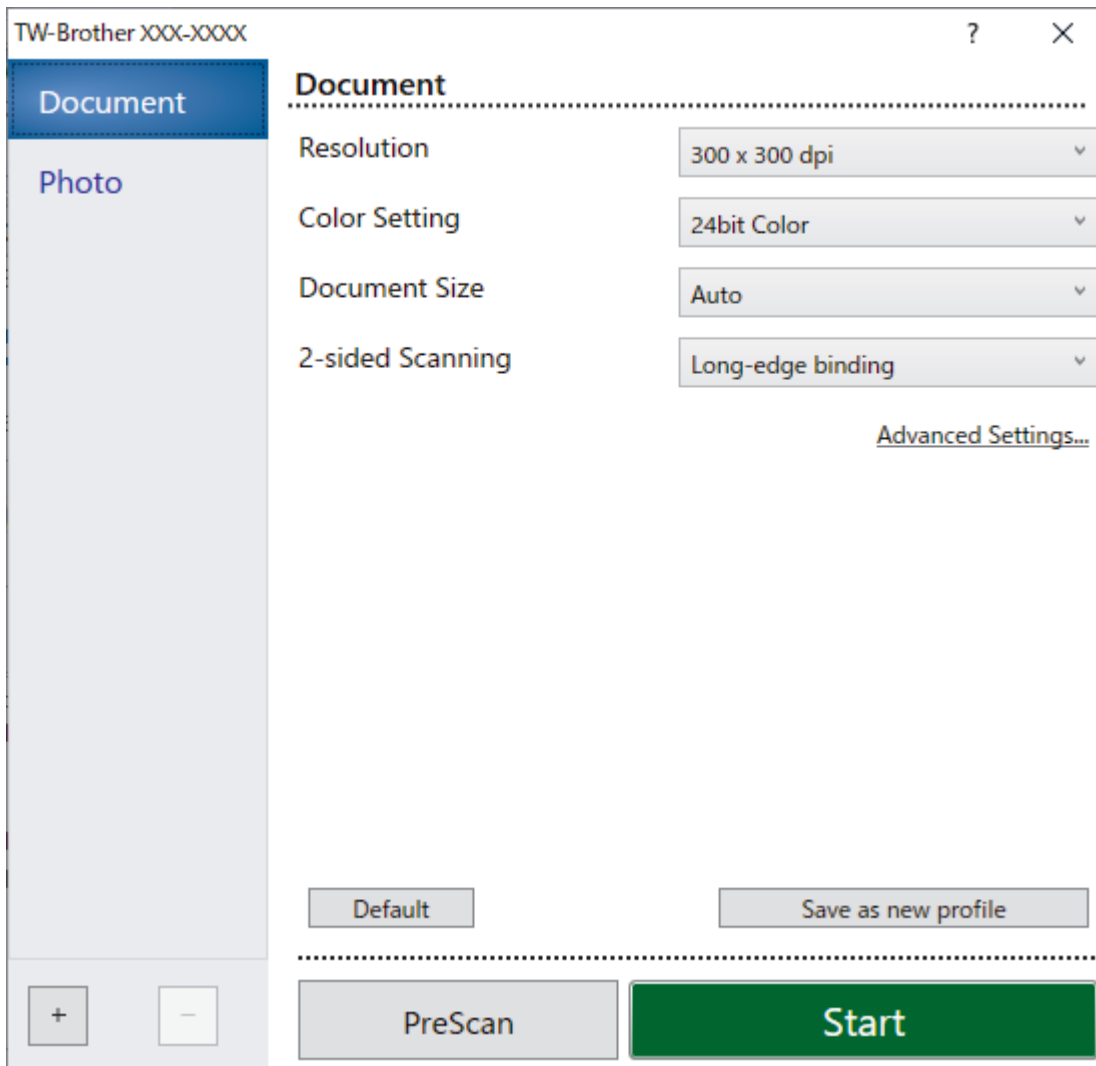 TW-Brother XXX-XXXX ?
Document
Photo
Document
Resolution 300 x 300 dpi
Color Setting 24bit Color
Document Size Auto
2-sided Scanning Long-edge binding
Advanced Settings...
Default Save as new profile
+ −
PreScan Start